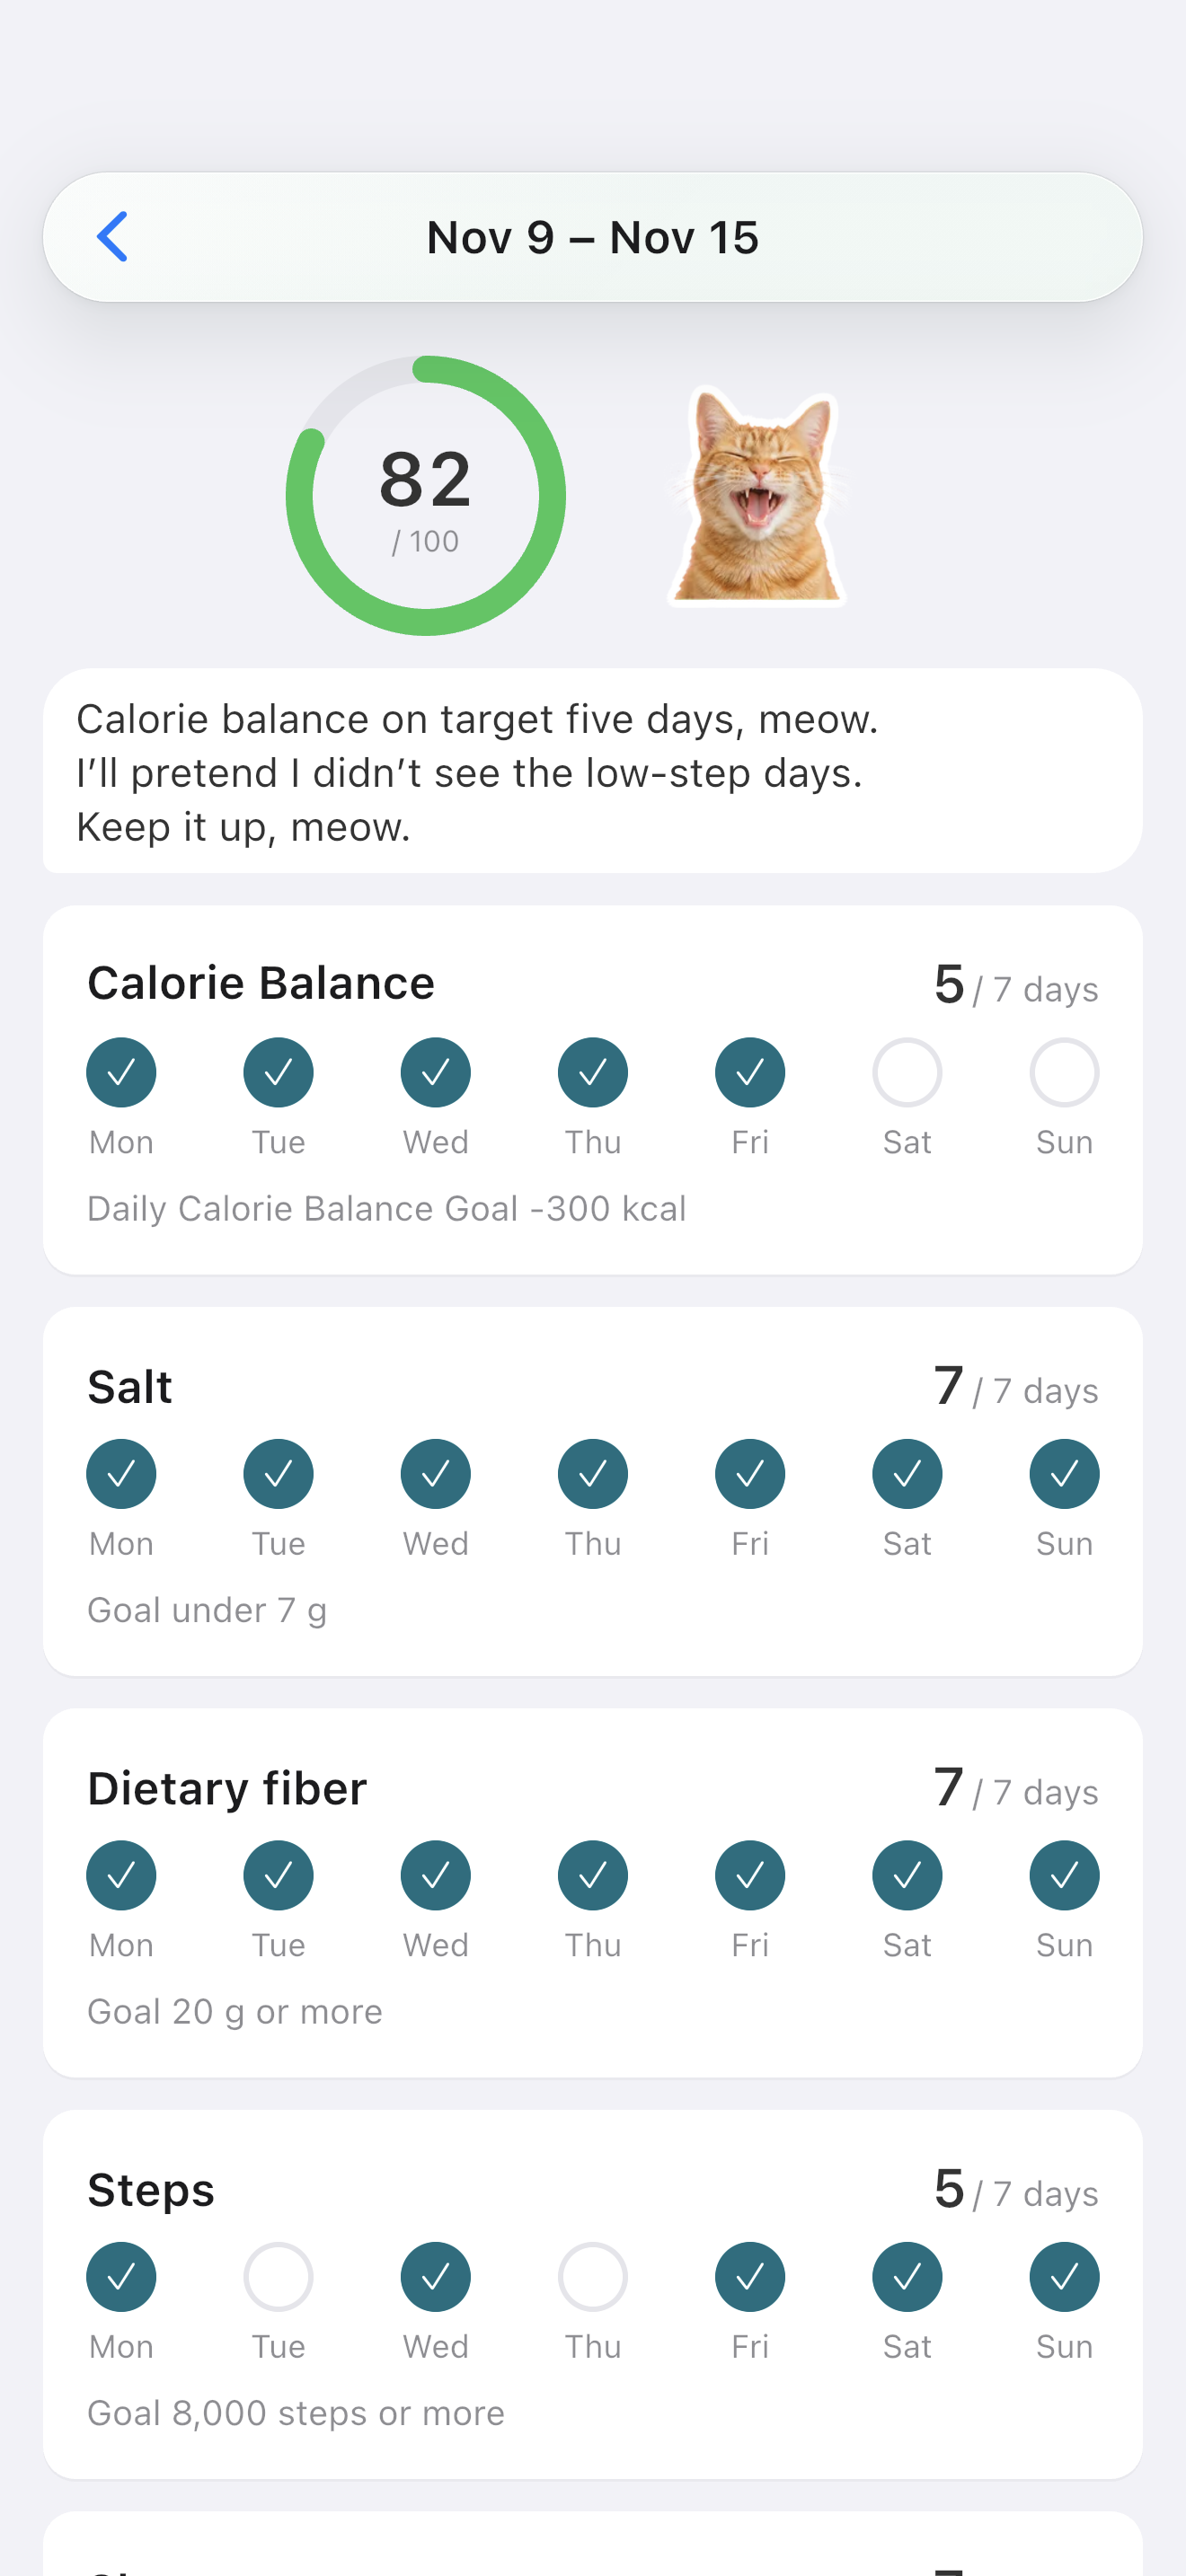 Nov 9 – Nov 15
82
/ 100
Calorie balance on target five days, meow.
I’ll pretend I didn’t see the low-step days.
Keep it up, meow.
Calorie Balance 5 / 7 days
Mon Tue Wed Thu Fri Sat Sun
Daily Calorie Balance Goal -300 kcal
Salt 7 / 7 days
Mon Tue Wed Thu Fri Sat Sun
Goal under 7 g
Dietary fiber 7 / 7 days
Mon Tue Wed Thu Fri Sat Sun
Goal 20 g or more
Steps 5 / 7 days
Mon Tue Wed Thu Fri Sat Sun
Goal 8,000 steps or more